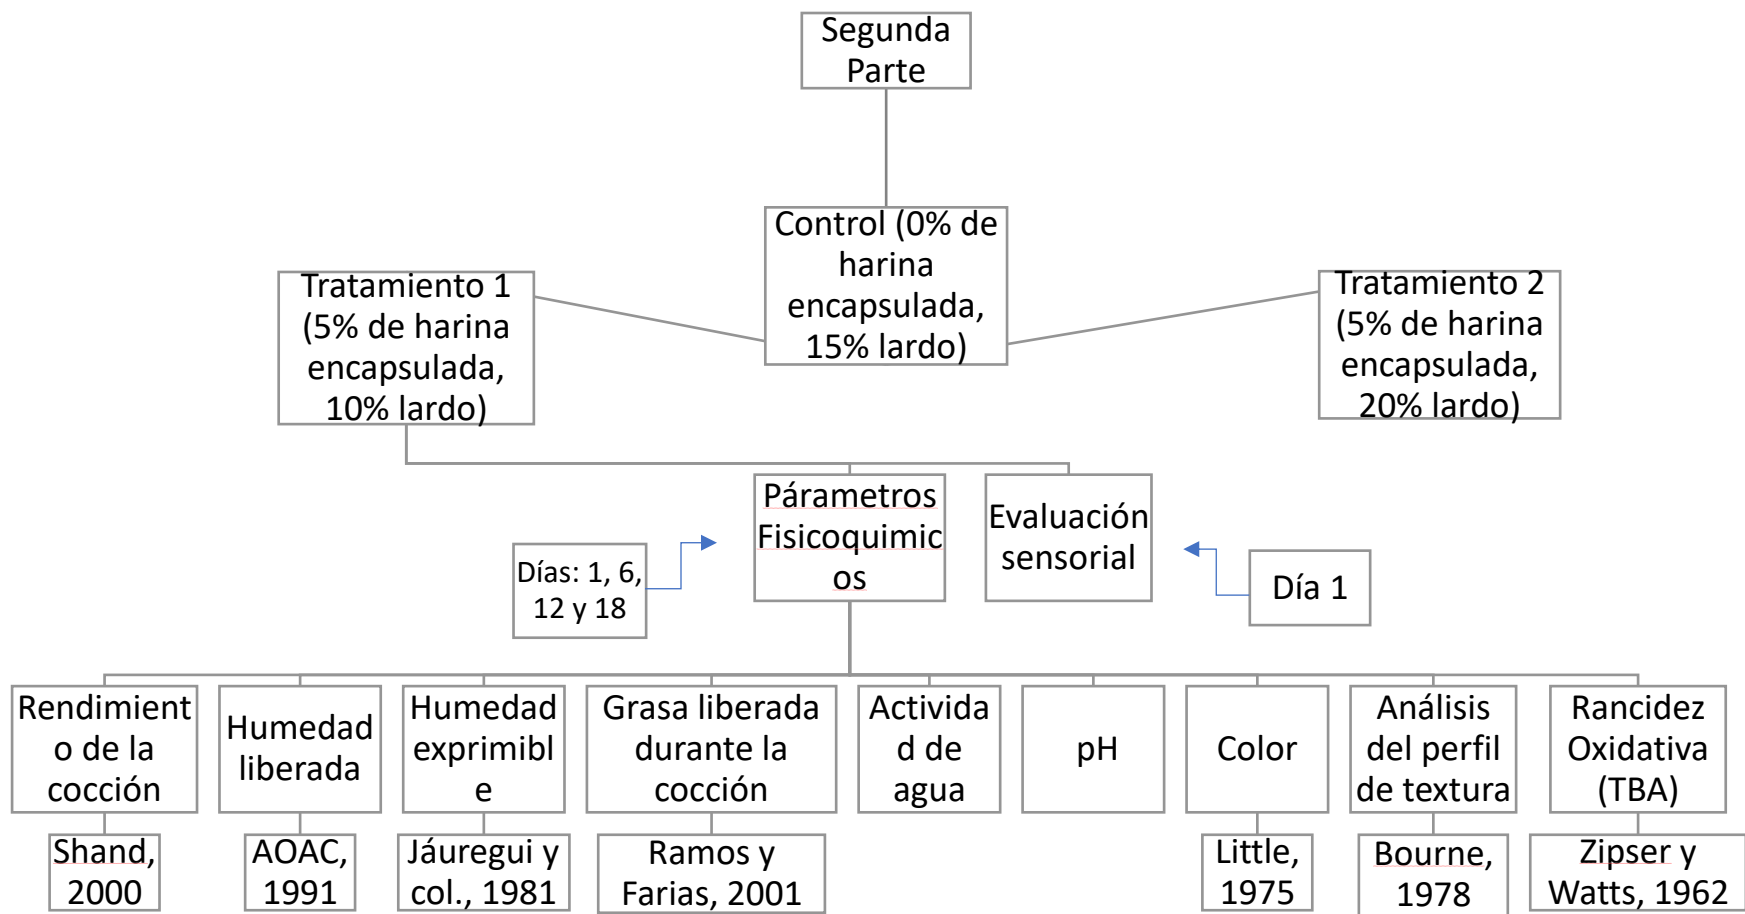 Segunda
Parte
Control (0% de
harina
encapsulada,
15% lardo)
Tratamiento 1
(5% de harina
encapsulada,
10% lardo)
Tratamiento 2
(5% de harina
encapsulada,
20% lardo)
Párametros
Fisicoquimic
os
Evaluación
sensorial
Días: 1, 6,
12 y 18
Día 1
Rendimient
o de la
cocción
Humedad
liberada
Humedad
exprimibl
e
Grasa liberada
durante la
cocción
Activida
d de
agua
pH
Color
Análisis
del perfil
de textura
Rancidez
Oxidativa
(TBA)
Shand,
2000
AOAC,
1991
Jáuregui y
col., 1981
Ramos y
Farias, 2001
Little,
1975
Bourne,
1978
Zipser y
Watts, 1962